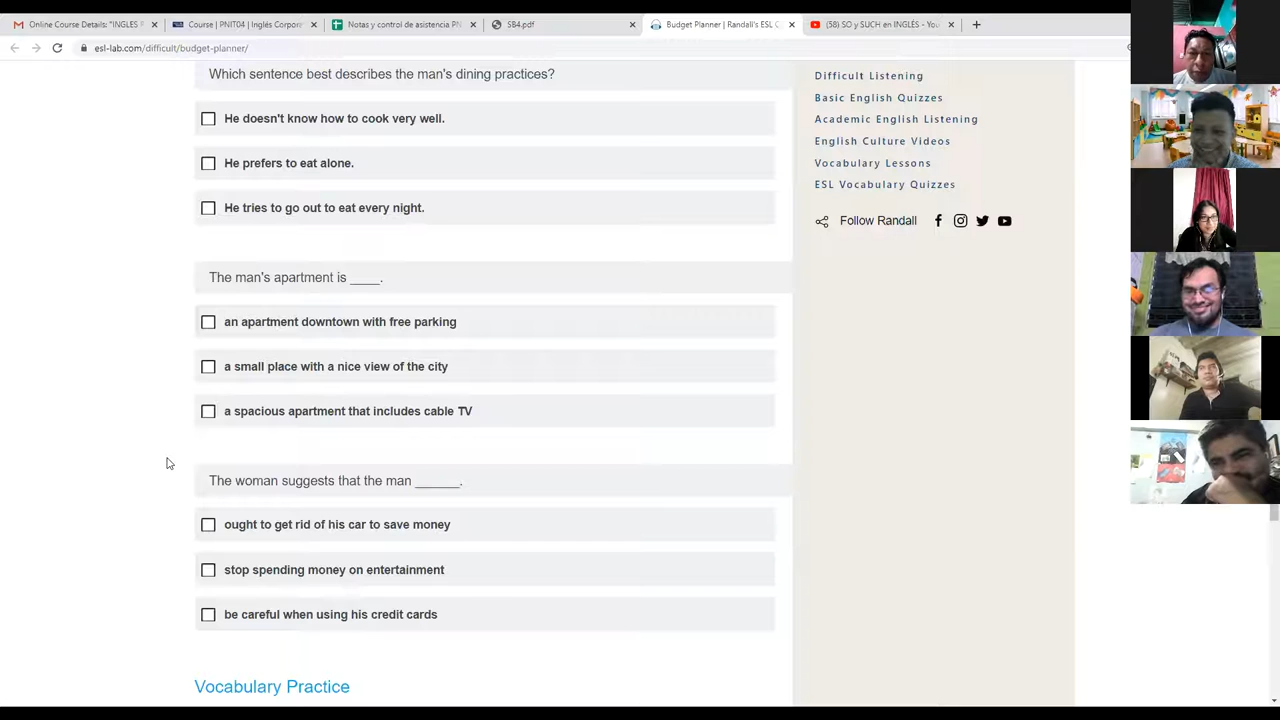 Online Course Details: "INGLES F
Course | PNIT04 | Inglés Corpor
Notas y control de asistencia PN
SB4.pdf
Budget Planner | Randall's ESL C
(58) SO y SUCH en INGLÉS - You
esl-lab.com/difficult/budget-planner/
Which sentence best describes the man's dining practices?
He doesn't know how to cook very well.
He prefers to eat alone.
He tries to go out to eat every night.
The man's apartment is ____.
an apartment downtown with free parking
a small place with a nice view of the city
a spacious apartment that includes cable TV
The woman suggests that the man ______.
ought to get rid of his car to save money
stop spending money on entertainment
be careful when using his credit cards
Vocabulary Practice
Difficult Listening
Basic English Quizzes
Academic English Listening
English Culture Videos
Vocabulary Lessons
ESL Vocabulary Quizzes
Follow Randall